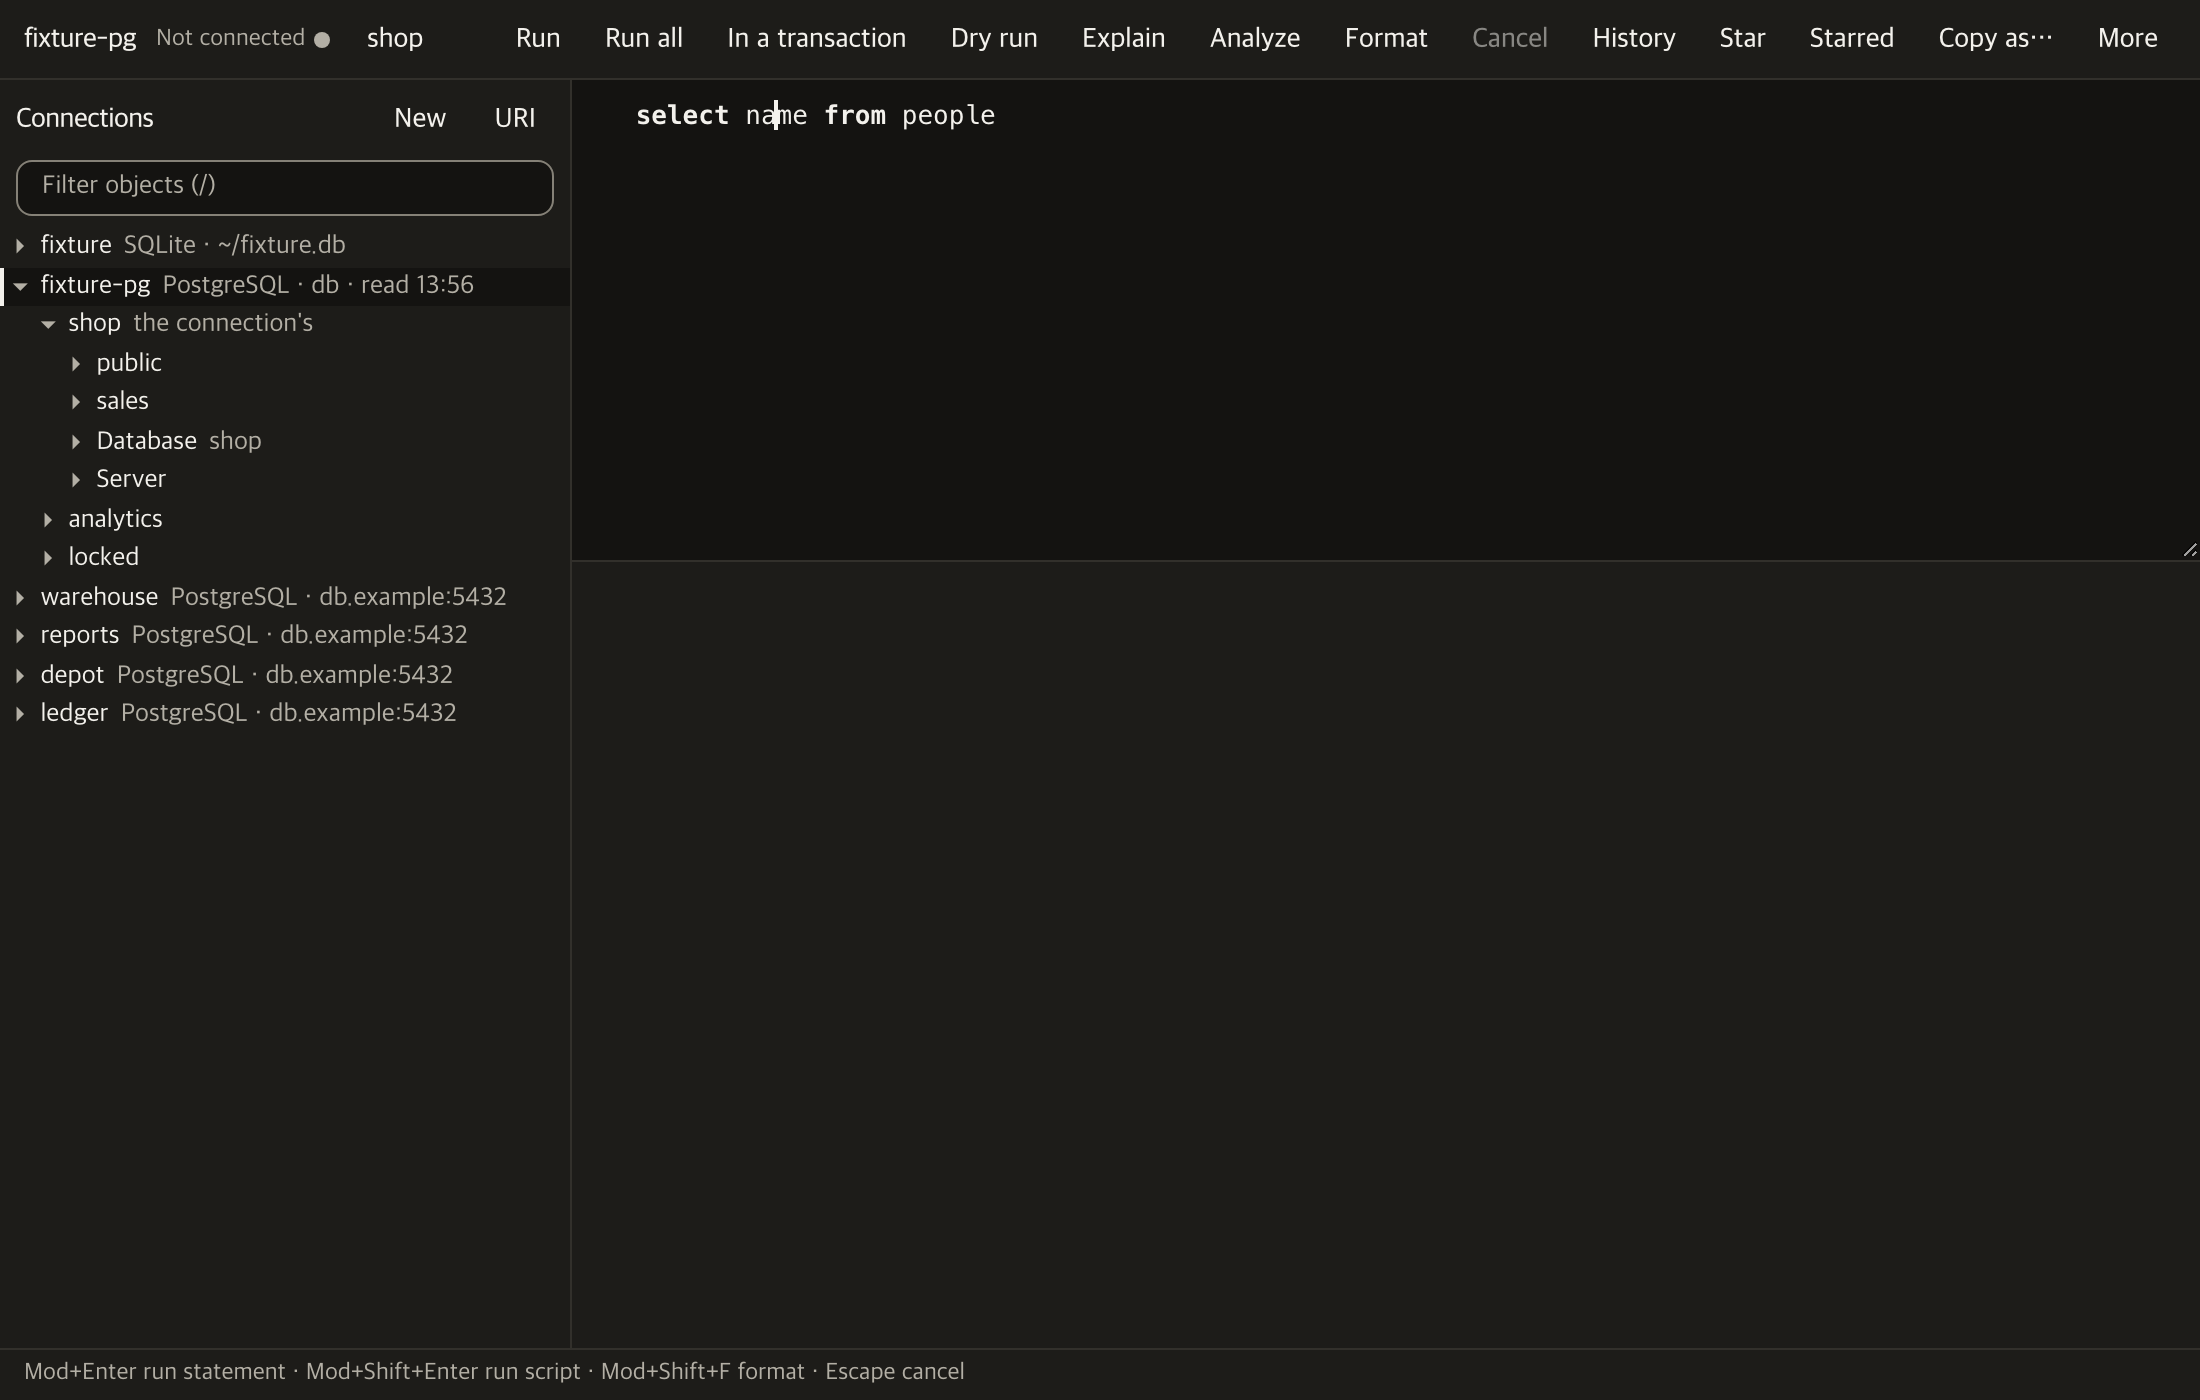 fixture-pg Not connected shop Run Run all In a transaction Dry run Explain Analyze Format Cancel History Star Starred Copy as⋯ More
Connections New URI
Filter objects (/)
fixture SQLite · ~/fixture.db
fixture-pg PostgreSQL · db · read 13:56
shop the connection's
public
sales
Database shop
Server
analytics
locked
warehouse PostgreSQL · db.example:5432
reports PostgreSQL · db.example:5432
depot PostgreSQL · db.example:5432
ledger PostgreSQL · db.example:5432
select name from people
Mod+Enter run statement · Mod+Shift+Enter run script · Mod+Shift+F format · Escape cancel